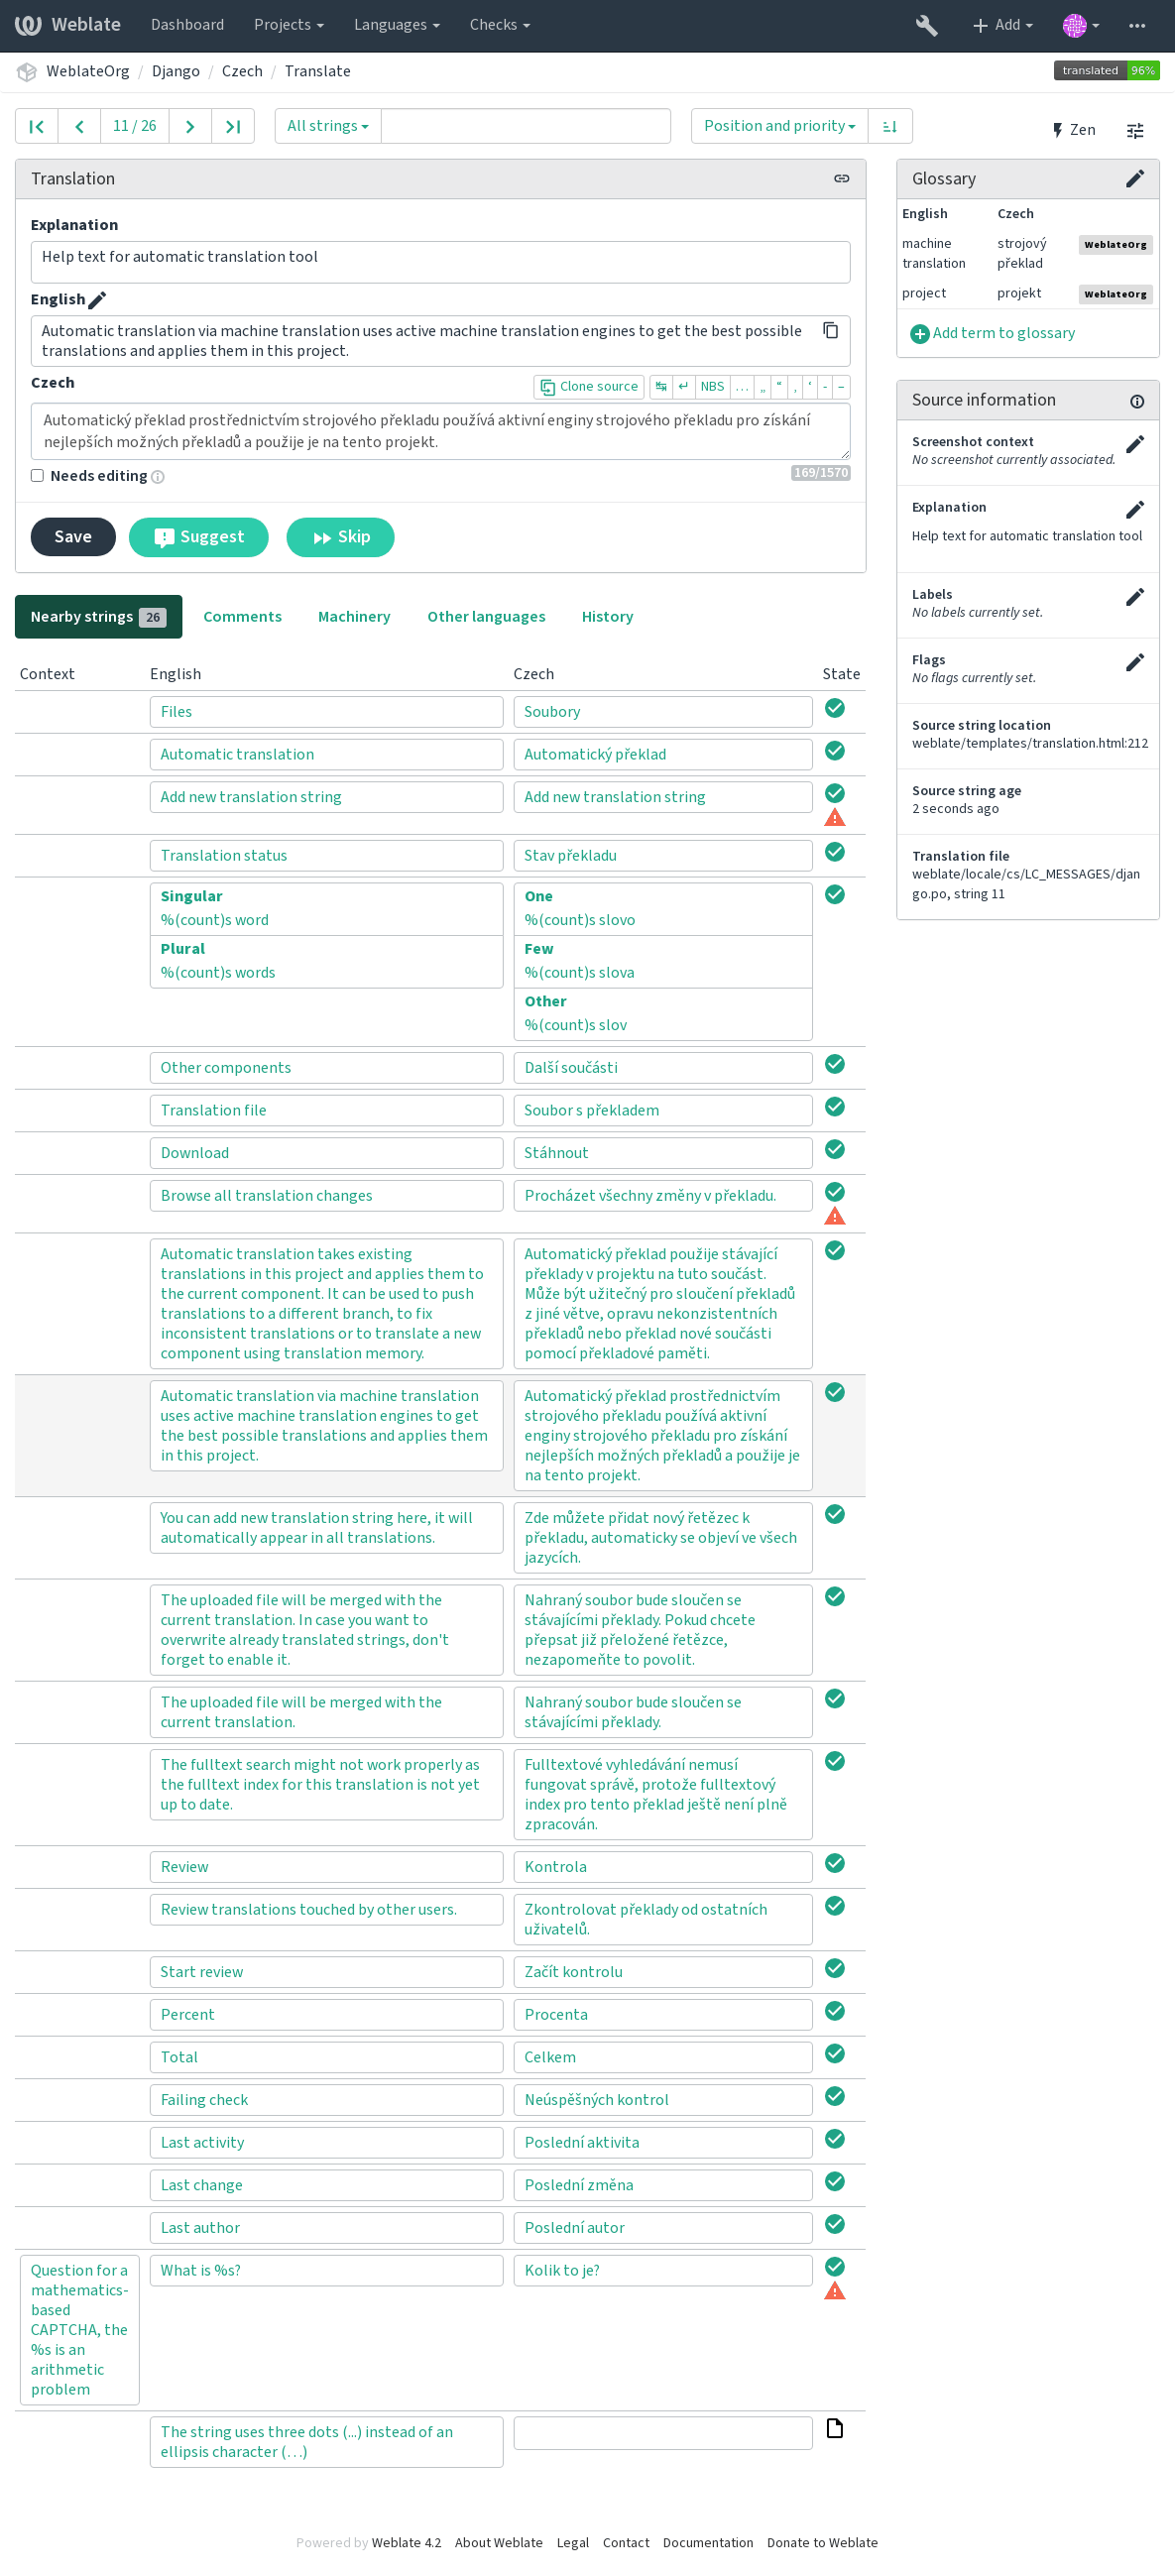 Weblate Dashboard Projects Languages Checks Add
WeblateOrg / Django / Czech / Translate translated 96%
11 / 26 All strings Position and priority Zen
Translation
Explanation
Help text for automatic translation tool
English
Automatic translation via machine translation uses active machine translation engines to get the best possible
translations and applies them in this project.
Czech Clone source ↹ ↵ NBS … „ “ ‚ ‘ - –
Automatický překlad prostřednictvím strojového překladu používá aktivní enginy strojového překladu pro získání
nejlepších možných překladů a použije je na tento projekt.
Needs editing 169/1570
Save Suggest Skip
Glossary
English Czech
machine strojový WeblateOrg
translation překlad
project projekt WeblateOrg
Add term to glossary
Source information
Screenshot context
No screenshot currently associated.
Explanation
Help text for automatic translation tool
Labels
No labels currently set.
Flags
No flags currently set.
Source string location
weblate/templates/translation.html:212
Source string age
2 seconds ago
Translation file
weblate/locale/cs/LC_MESSAGES/djan
go.po, string 11
Nearby strings 26 Comments Machinery Other languages History
Context English Czech State
Files Soubory
Automatic translation Automatický překlad
Add new translation string Add new translation string
Translation status Stav překladu
Singular One
%(count)s word %(count)s slovo
Plural Few
%(count)s words %(count)s slova
Other
%(count)s slov
Other components Další součásti
Translation file Soubor s překladem
Download Stáhnout
Browse all translation changes Procházet všechny změny v překladu.
Automatic translation takes existing Automatický překlad použije stávající
translations in this project and applies them to překlady v projektu na tuto součást.
the current component. It can be used to push Může být užitečný pro sloučení překladů
translations to a different branch, to fix z jiné větve, opravu nekonzistentních
inconsistent translations or to translate a new překladů nebo překlad nové součásti
component using translation memory. pomocí překladové paměti.
Automatic translation via machine translation Automatický překlad prostřednictvím
uses active machine translation engines to get strojového překladu používá aktivní
the best possible translations and applies them enginy strojového překladu pro získání
in this project. nejlepších možných překladů a použije je
na tento projekt.
You can add new translation string here, it will Zde můžete přidat nový řetězec k
automatically appear in all translations. překladu, automaticky se objeví ve všech
jazycích.
The uploaded file will be merged with the Nahraný soubor bude sloučen se
current translation. In case you want to stávajícími překlady. Pokud chcete
overwrite already translated strings, don't přepsat již přeložené řetězce,
forget to enable it. nezapomeňte to povolit.
The uploaded file will be merged with the Nahraný soubor bude sloučen se
current translation. stávajícími překlady.
The fulltext search might not work properly as Fulltextové vyhledávání nemusí
the fulltext index for this translation is not yet fungovat správě, protože fulltextový
up to date. index pro tento překlad ještě není plně
zpracován.
Review Kontrola
Review translations touched by other users. Zkontrolovat překlady od ostatních
uživatelů.
Start review Začít kontrolu
Percent Procenta
Total Celkem
Failing check Neúspěšných kontrol
Last activity Poslední aktivita
Last change Poslední změna
Last author Poslední autor
Question for a What is %s? Kolik to je?
mathematics-
based
CAPTCHA, the
%s is an
arithmetic
problem
The string uses three dots (...) instead of an
ellipsis character (…)
Powered by Weblate 4.2 About Weblate Legal Contact Documentation Donate to Weblate